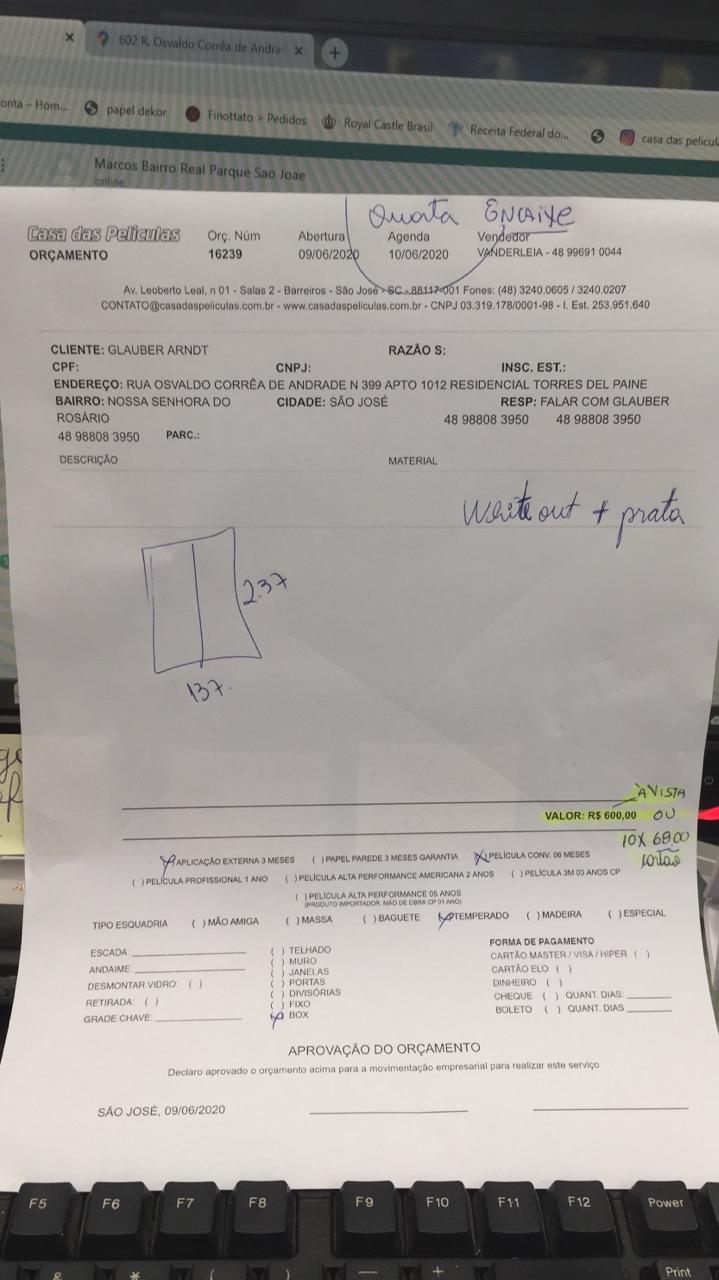 602 R. Osvaldo Corrêa de Andra
onta – Hom... papel dekor Finottato > Pedidos Royal Castle Brasil Receita Federal do... casa das pelicula
Marcos Bairro Real Parque Sao Joae
online
Quarta ENCAIXE
Casa das Películas
ORÇAMENTO
Orç. Núm Abertura Agenda Vendedor
16239 09/06/2020 10/06/2020 VANDERLEIA - 48 99691 0044
Av. Leoberto Leal, n 01 - Salas 2 - Barreiros - São José - SC - 88117-001 Fones: (48) 3240.0605 / 3240.0207
CONTATO@casadaspeliculas.com.br - www.casadaspeliculas.com.br - CNPJ 03.319.178/0001-98 - I. Est. 253.951.640
CLIENTE: GLAUBER ARNDT RAZÃO S:
CPF: CNPJ: INSC. EST.:
ENDEREÇO: RUA OSVALDO CORRÊA DE ANDRADE N 399 APTO 1012 RESIDENCIAL TORRES DEL PAINE
BAIRRO: NOSSA SENHORA DO CIDADE: SÃO JOSÉ RESP: FALAR COM GLAUBER
ROSÁRIO 48 98808 3950 48 98808 3950
48 98808 3950 PARC.:
DESCRIÇÃO MATERIAL
White out + prata
2.37
137.
À VISTA
VALOR: R$ 600,00 OU
10X 68,00
cartão
(X) APLICAÇÃO EXTERNA 3 MESES ( ) PAPEL PAREDE 3 MESES GARANTIA (X) PELÍCULA CONV. 06 MESES
( ) PELÍCULA PROFISSIONAL 1 ANO ( ) PELÍCULA ALTA PERFORMANCE AMERICANA 2 ANOS ( ) PELÍCULA 3M 03 ANOS CP
( ) PELÍCULA ALTA PERFORMANCE 05 ANOS
(PRODUTO IMPORTADOR, MÃO DE OBRA CP 01 ANO)
TIPO ESQUADRIA ( ) MÃO AMIGA ( ) MASSA ( ) BAGUETE (X) TEMPERADO ( ) MADEIRA ( ) ESPECIAL
ESCADA:
ANDAIME:
DESMONTAR VIDRO: ( )
RETIRADA: ( )
GRADE CHAVE:
( ) TELHADO
( ) MURO
( ) JANELAS
( ) PORTAS
( ) DIVISÓRIAS
( ) FIXO
(X) BOX
FORMA DE PAGAMENTO
CARTÃO MASTER / VISA / HIPER ( )
CARTÃO ELO ( )
DINHEIRO ( )
CHEQUE ( ) QUANT. DIAS:
BOLETO ( ) QUANT. DIAS
APROVAÇÃO DO ORÇAMENTO
Declaro aprovado o orçamento acima para a movimentação empresarial para realizar este serviço
SÃO JOSÉ, 09/06/2020
F5 F6 F7 F8 F9 F10 F11 F12 Power
& * ( ) — + Print